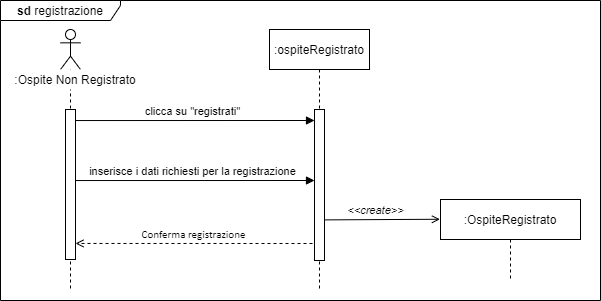 sd registrazione
:Ospite Non Registrato
:ospiteRegistrato
clicca su "registrati"
inserisce i dati richiesti per la registrazione
<<create>>
:OspiteRegistrato
Conferma registrazione